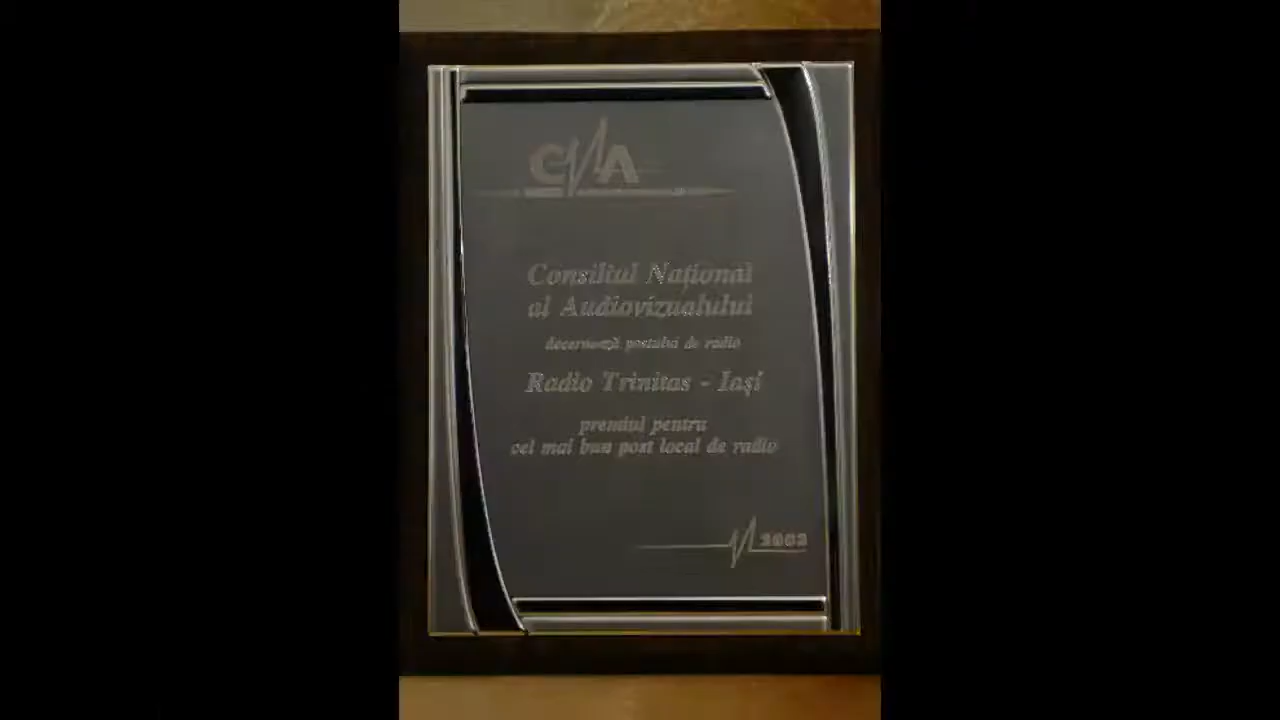 CNA
Consiliul Național
al Audiovizualului
decernează postului de radio
Radio Trinitas - Iași
premiul pentru
cel mai bun post local de radio
2002